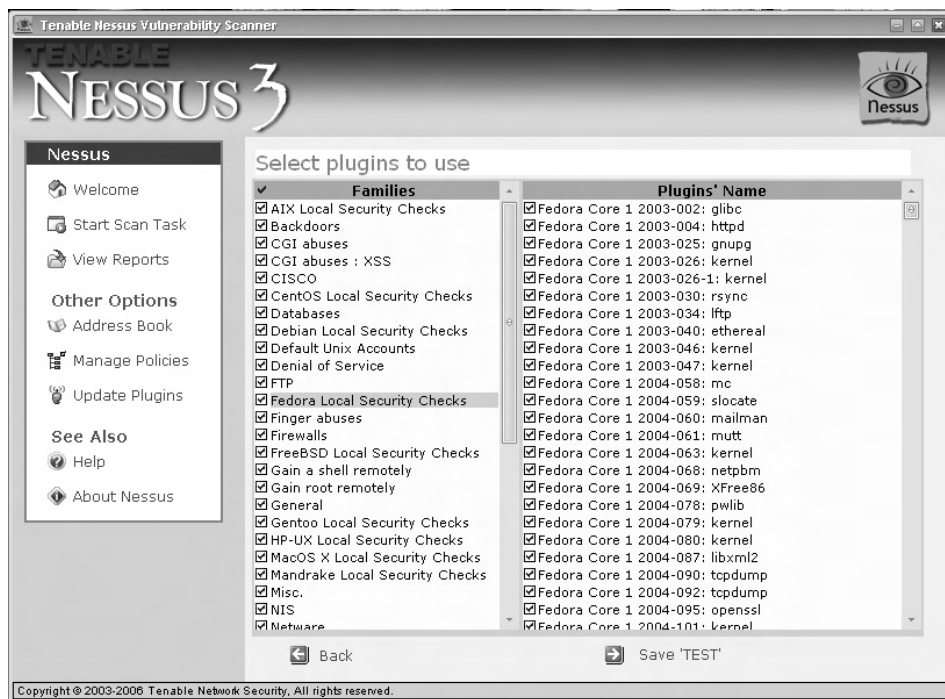 Tenable Nessus Vulnerability Scanner
TENABLE
NESSUS 3
Nessus
Nessus
Welcome
Start Scan Task
View Reports
Other Options
Address Book
Manage Policies
Update Plugins
See Also
Help
About Nessus
Select plugins to use
Families
AIX Local Security Checks
Backdoors
CGI abuses
CGI abuses : XSS
CISCO
CentOS Local Security Checks
Databases
Debian Local Security Checks
Default Unix Accounts
Denial of Service
FTP
Fedora Local Security Checks
Finger abuses
Firewalls
FreeBSD Local Security Checks
Gain a shell remotely
Gain root remotely
General
Gentoo Local Security Checks
HP-UX Local Security Checks
MacOS X Local Security Checks
Mandrake Local Security Checks
Misc.
NIS
Netware
Plugins' Name
Fedora Core 1 2003-002: glibc
Fedora Core 1 2003-004: httpd
Fedora Core 1 2003-025: gnupg
Fedora Core 1 2003-026: kernel
Fedora Core 1 2003-026-1: kernel
Fedora Core 1 2003-030: rsync
Fedora Core 1 2003-034: lftp
Fedora Core 1 2003-040: ethereal
Fedora Core 1 2003-046: kernel
Fedora Core 1 2003-047: kernel
Fedora Core 1 2004-058: mc
Fedora Core 1 2004-059: slocate
Fedora Core 1 2004-060: mailman
Fedora Core 1 2004-061: mutt
Fedora Core 1 2004-063: kernel
Fedora Core 1 2004-068: netpbm
Fedora Core 1 2004-069: XFree86
Fedora Core 1 2004-078: pwlib
Fedora Core 1 2004-079: kernel
Fedora Core 1 2004-080: kernel
Fedora Core 1 2004-087: libxml2
Fedora Core 1 2004-090: tcpdump
Fedora Core 1 2004-092: tcpdump
Fedora Core 1 2004-095: openssl
Fedora Core 1 2004-101: kernel
Back
Save 'TEST'
Copyright © 2003-2006 Tenable Network Security, All rights reserved.